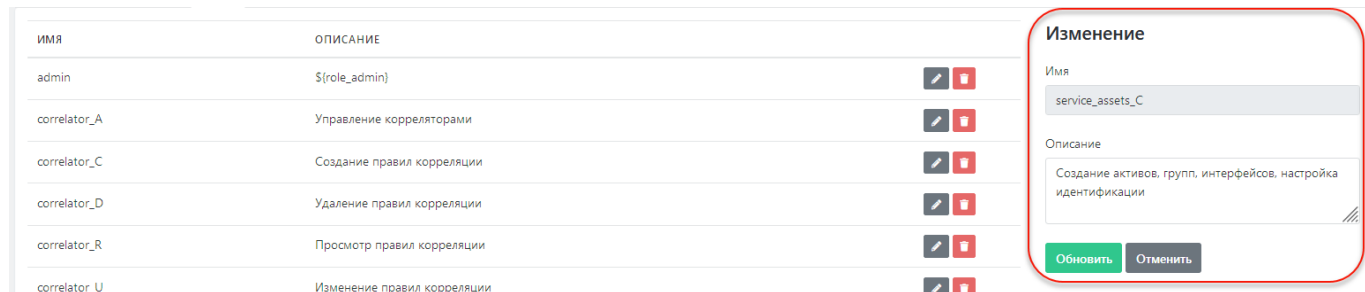 ИМЯ ОПИСАНИЕ
admin ${role_admin}
correlator_A Управление корреляторами
correlator_C Создание правил корреляции
correlator_D Удаление правил корреляции
correlator_R Просмотр правил корреляции
correlator_U Изменение правил корреляции
Изменение
Имя
service_assets_C
Описание
Создание активов, групп, интерфейсов, настройка
идентификации
Обновить Отменить